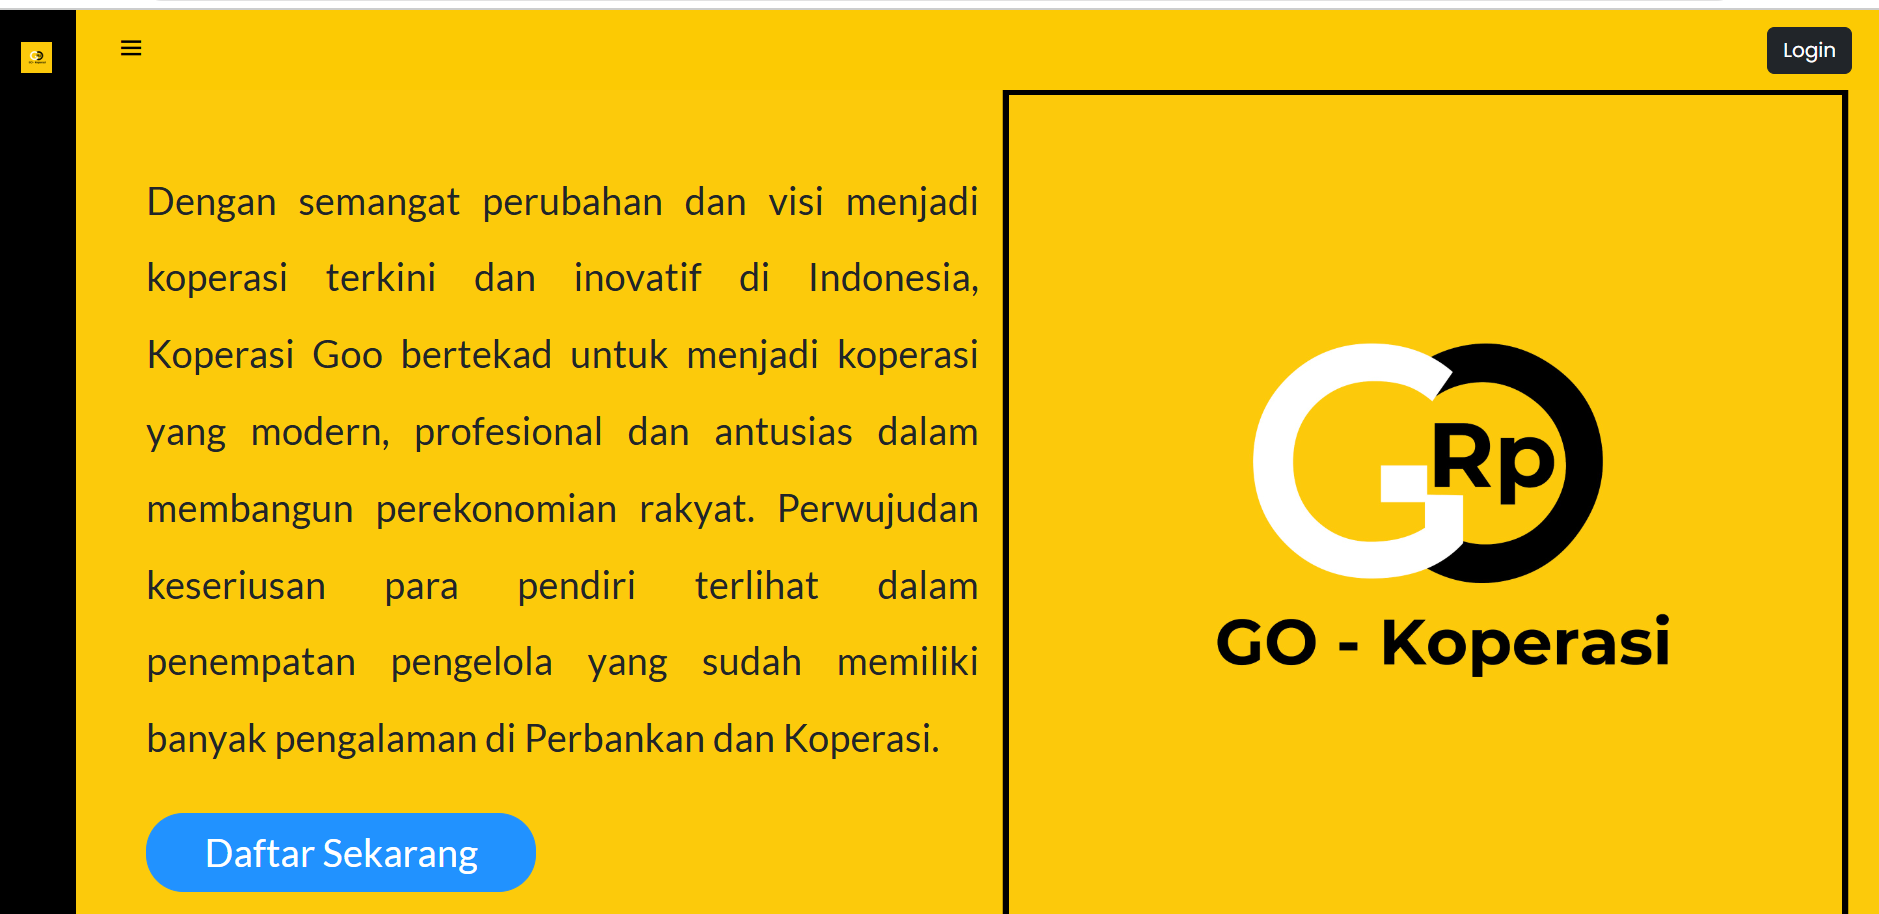 Login
Dengan semangat perubahan dan visi menjadi
koperasi terkini dan inovatif di Indonesia,
Koperasi Goo bertekad untuk menjadi koperasi
yang modern, profesional dan antusias dalam
membangun perekonomian rakyat. Perwujudan
keseriusan para pendiri terlihat dalam
penempatan pengelola yang sudah memiliki
banyak pengalaman di Perbankan dan Koperasi.
Daftar Sekarang
GO Rp
GO - Koperasi